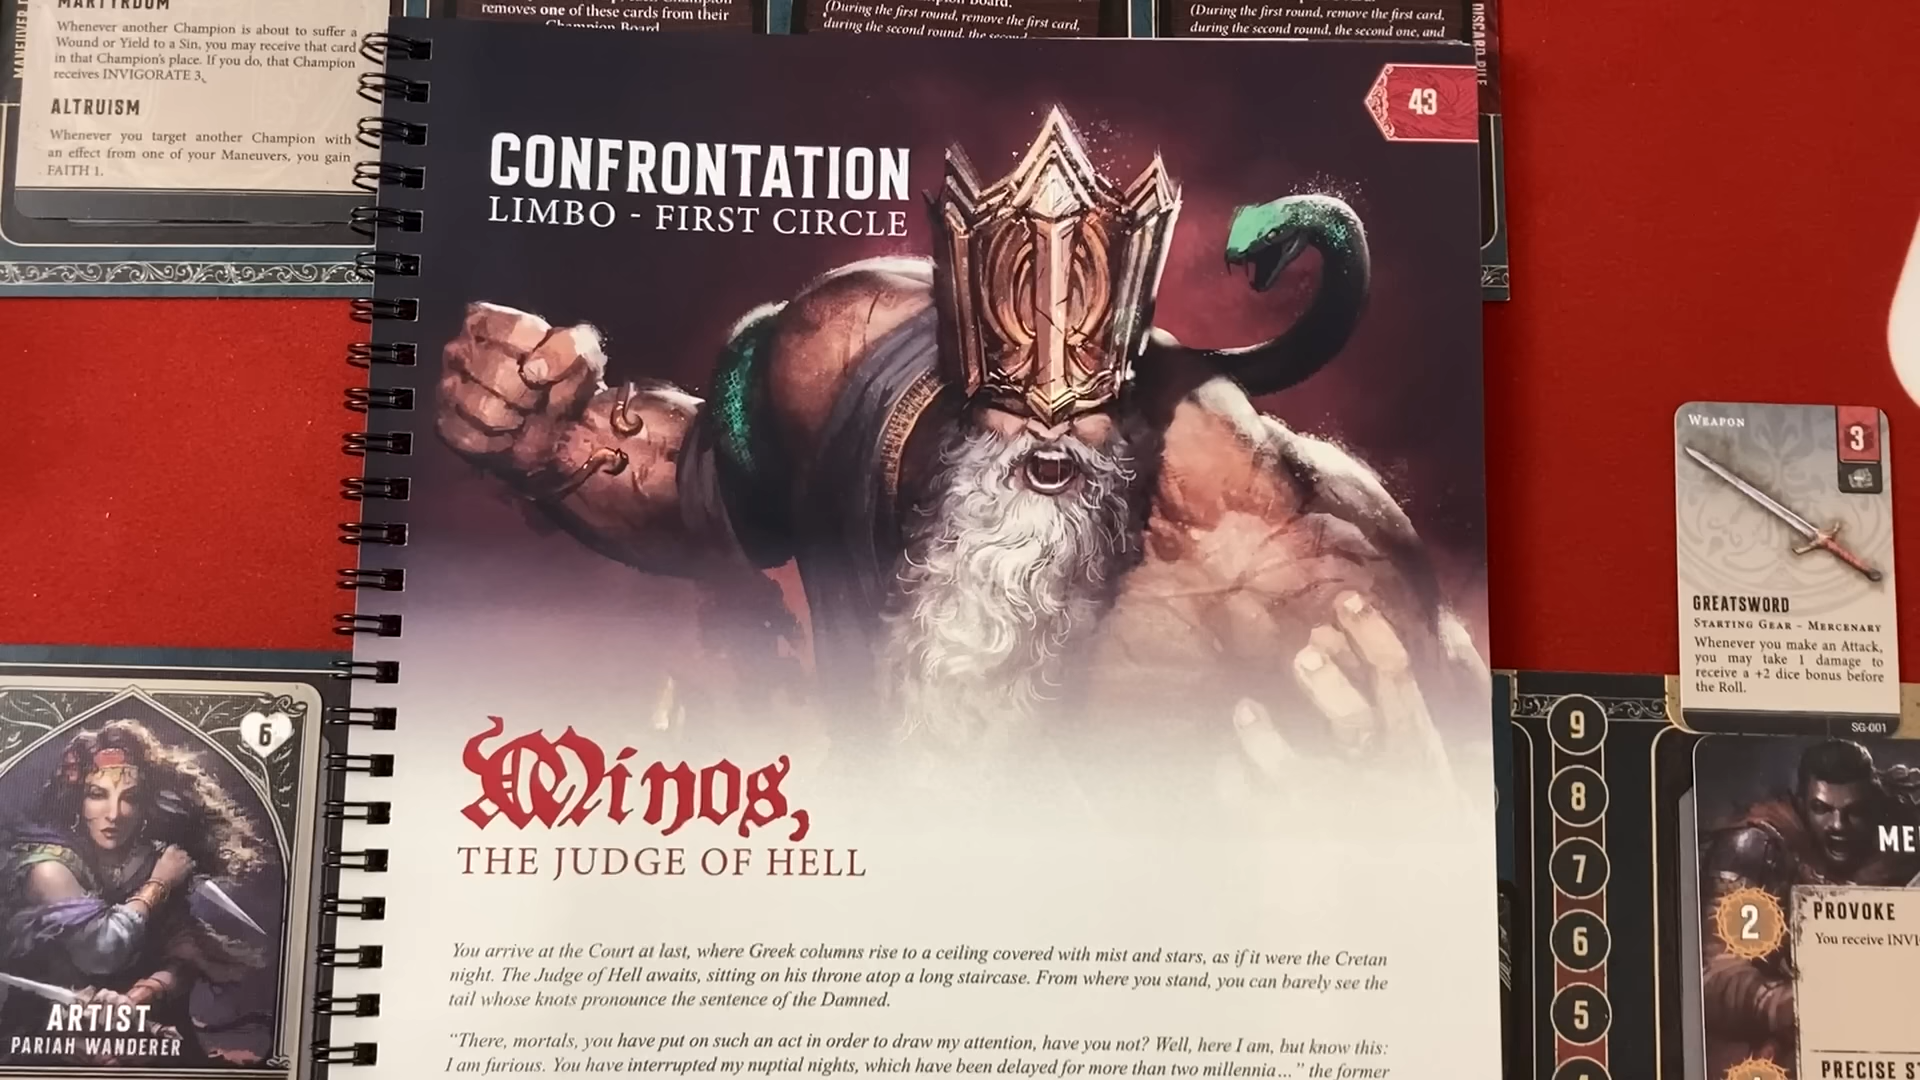 MARTYRDOM
Whenever another Champion is about to suffer a
Wound or Yield to a Sin, you may receive that card
in that Champion's place. If you do, that Champion
receives INVIGORATE 3.
ALTRUISM
Whenever you target another Champion with
an effect from one of your Maneuvers, you gain
FAITH 1.
removes one of these cards from their
Champion Board.
(During the first round, remove the first card,
during the second round, the second
(During the first round, remove the first card,
during the second round, the second one, and
DISCARD PILE
43
CONFRONTATION
LIMBO - FIRST CIRCLE
Minos,
THE JUDGE OF HELL
You arrive at the Court at last, where Greek columns rise to a ceiling covered with mist and stars, as if it were the Cretan
night. The Judge of Hell awaits, sitting on his throne atop a long staircase. From where you stand, you can barely see the
tail whose knots pronounce the sentence of the Damned.
“There, mortals, you have put on such an act in order to draw my attention, have you not? Well, here I am, but know this:
I am furious. You have interrupted my nuptial nights, which have been delayed for more than two millennia…” the former
6
ARTIST
PARIAH WANDERER
WEAPON
3
GREATSWORD
STARTING GEAR - MERCENARY
Whenever you make an Attack,
you may take 1 damage to
receive a +2 dice bonus before
the Roll.
SG-001
9
8
7
6
5
ME
2
PROVOKE
You receive INVI
PRECISE S